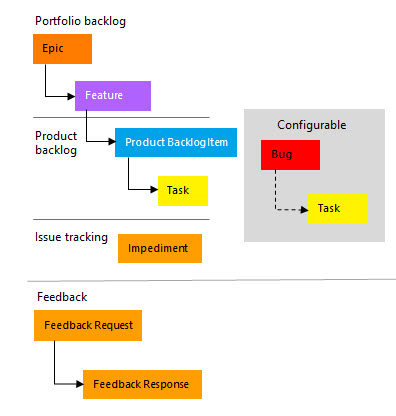 Portfolio backlog
Epic
Feature
Product
backlog
Product Backlog Item
Task
Configurable
Bug
Task
Issue tracking
Impediment
Feedback
Feedback Request
Feedback Response